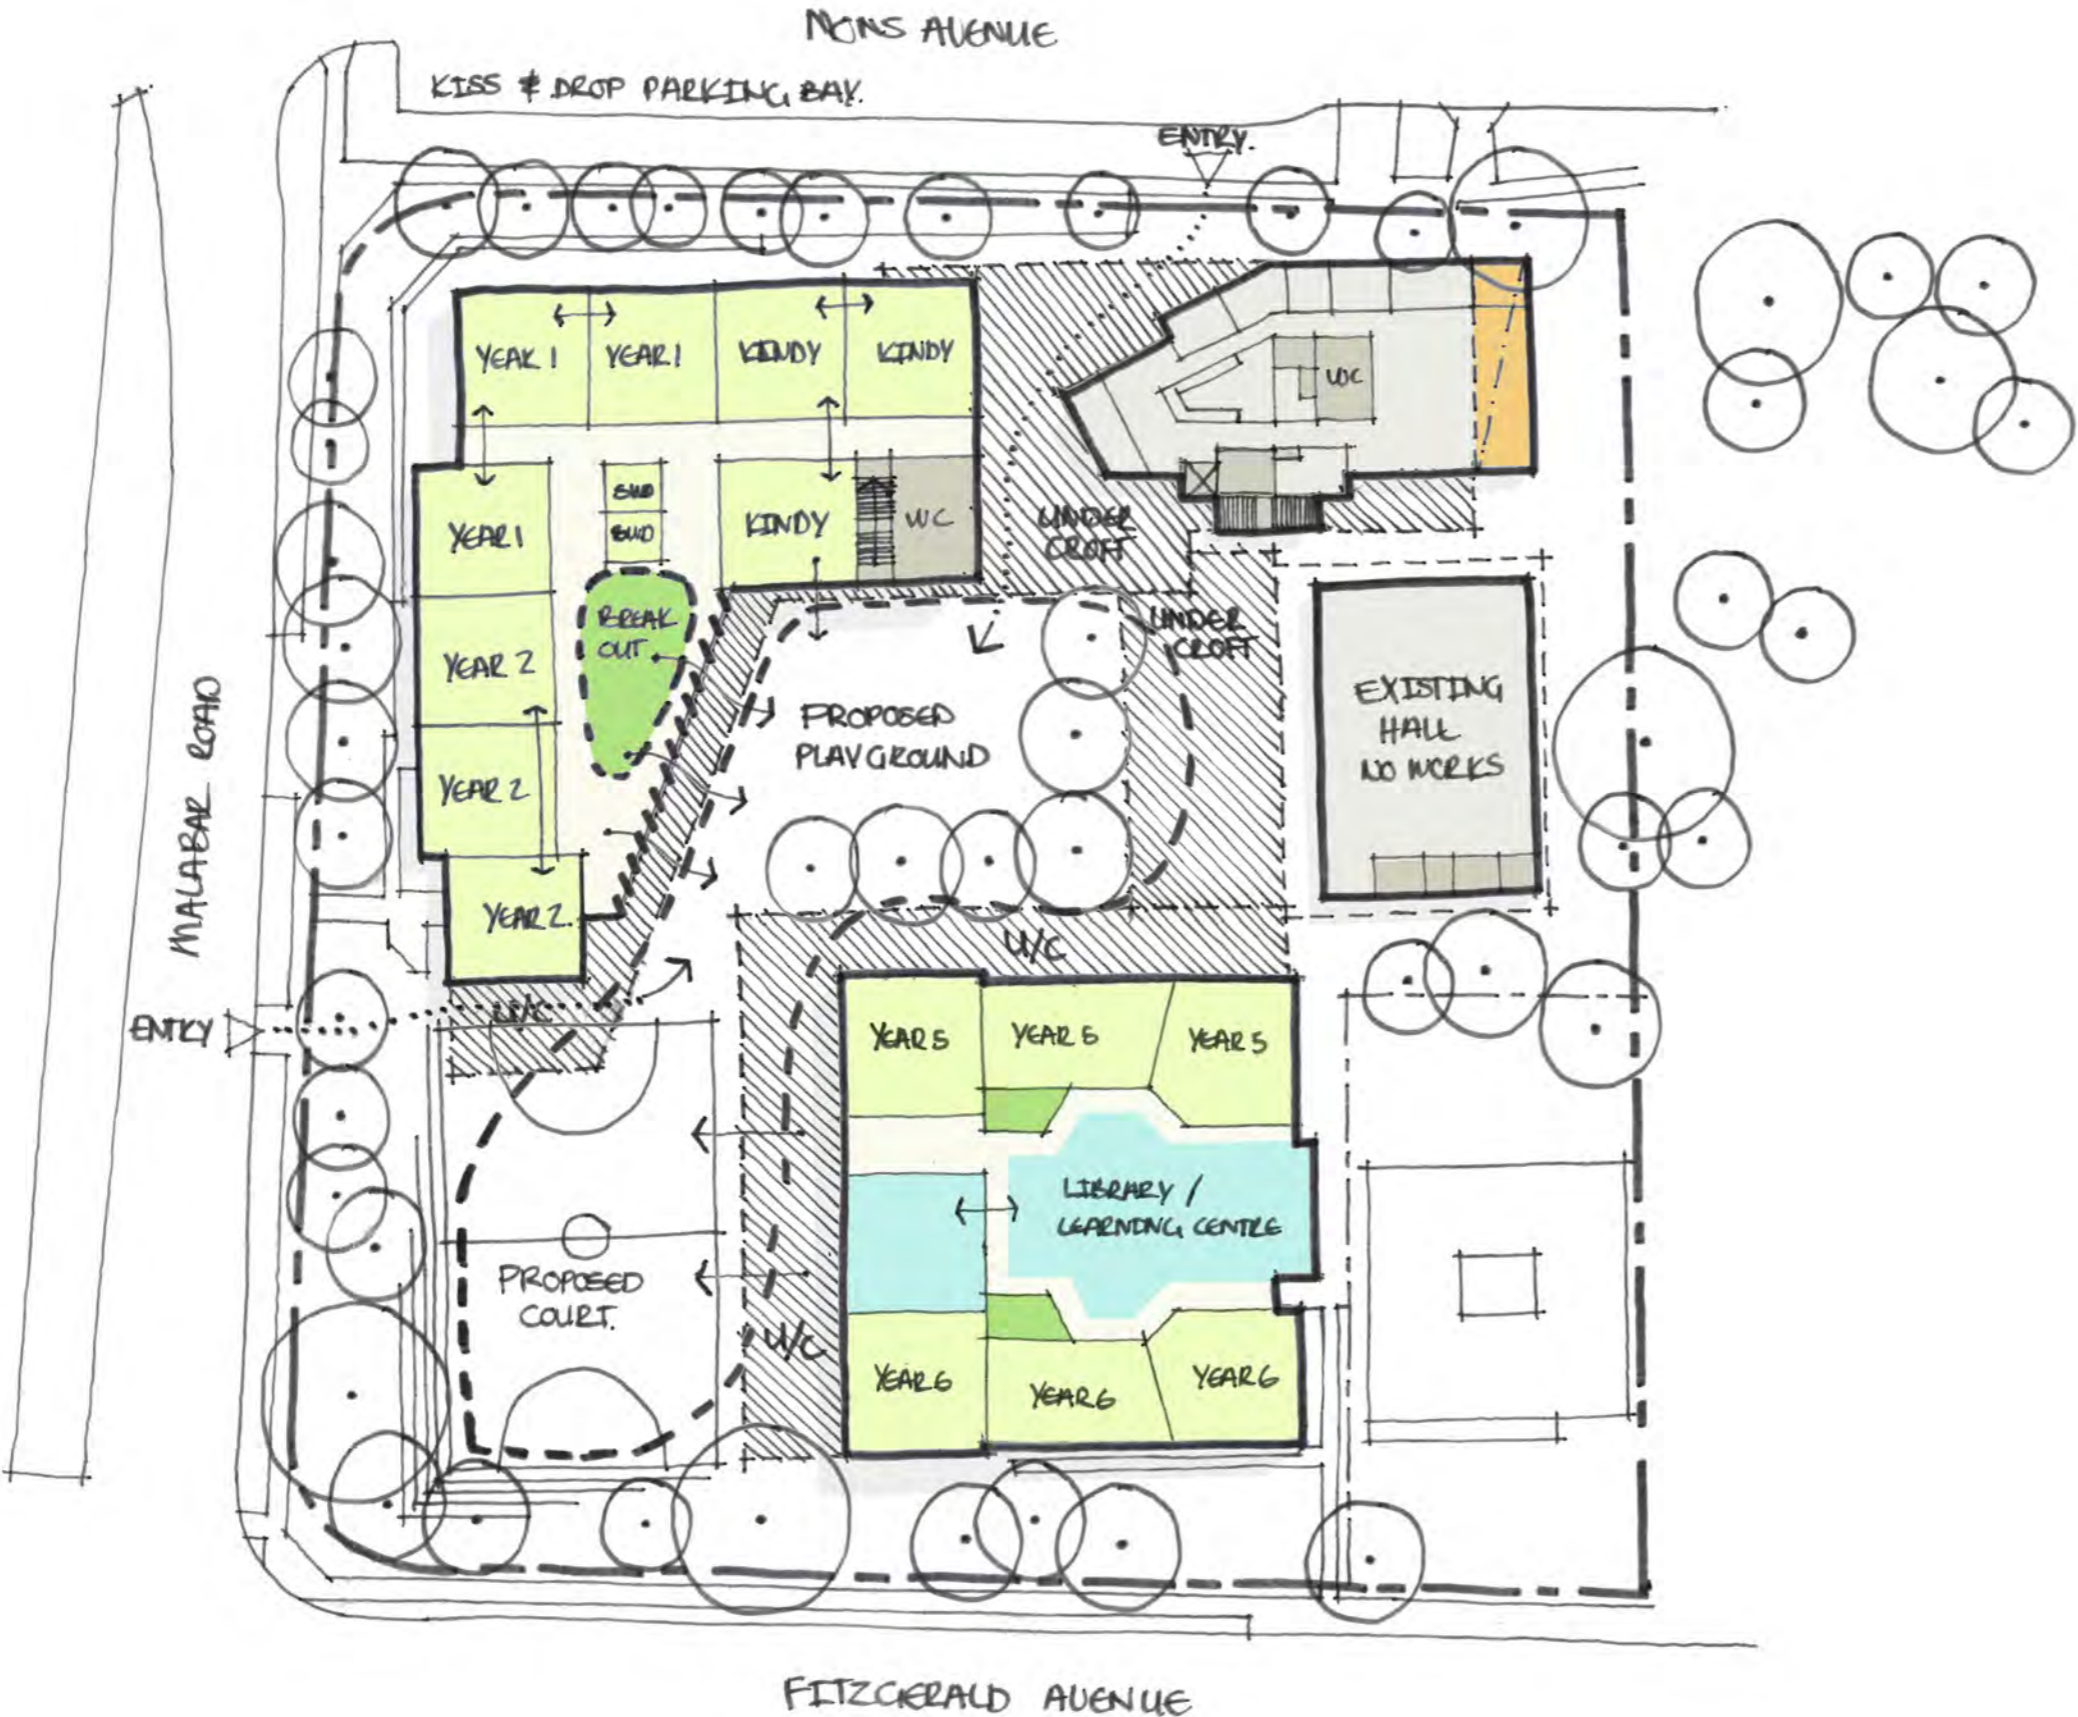 MONS AVENUE
KISS & DROP PARKING BAY.
ENTRY.
YEAR 1
YEAR 1
KINDY
KINDY
WC
YEAR 1
KINDY
WC
UNDER
CROFT
BREAK
OUT.
UNDER
CROFT
YEAR 2
PROPOSED
PLAYGROUND
EXISTING
HALL
NO WORKS
YEAR 2
MALABAR ROAD
YEAR 2.
U/C
ENTRY
U/C
YEAR 5
YEAR 5
YEAR 5
LIBRARY /
LEARNING CENTRE
PROPOSED
COURT.
U/C
YEAR 6
YEAR 6
YEAR 6
FITZGERALD AVENUE